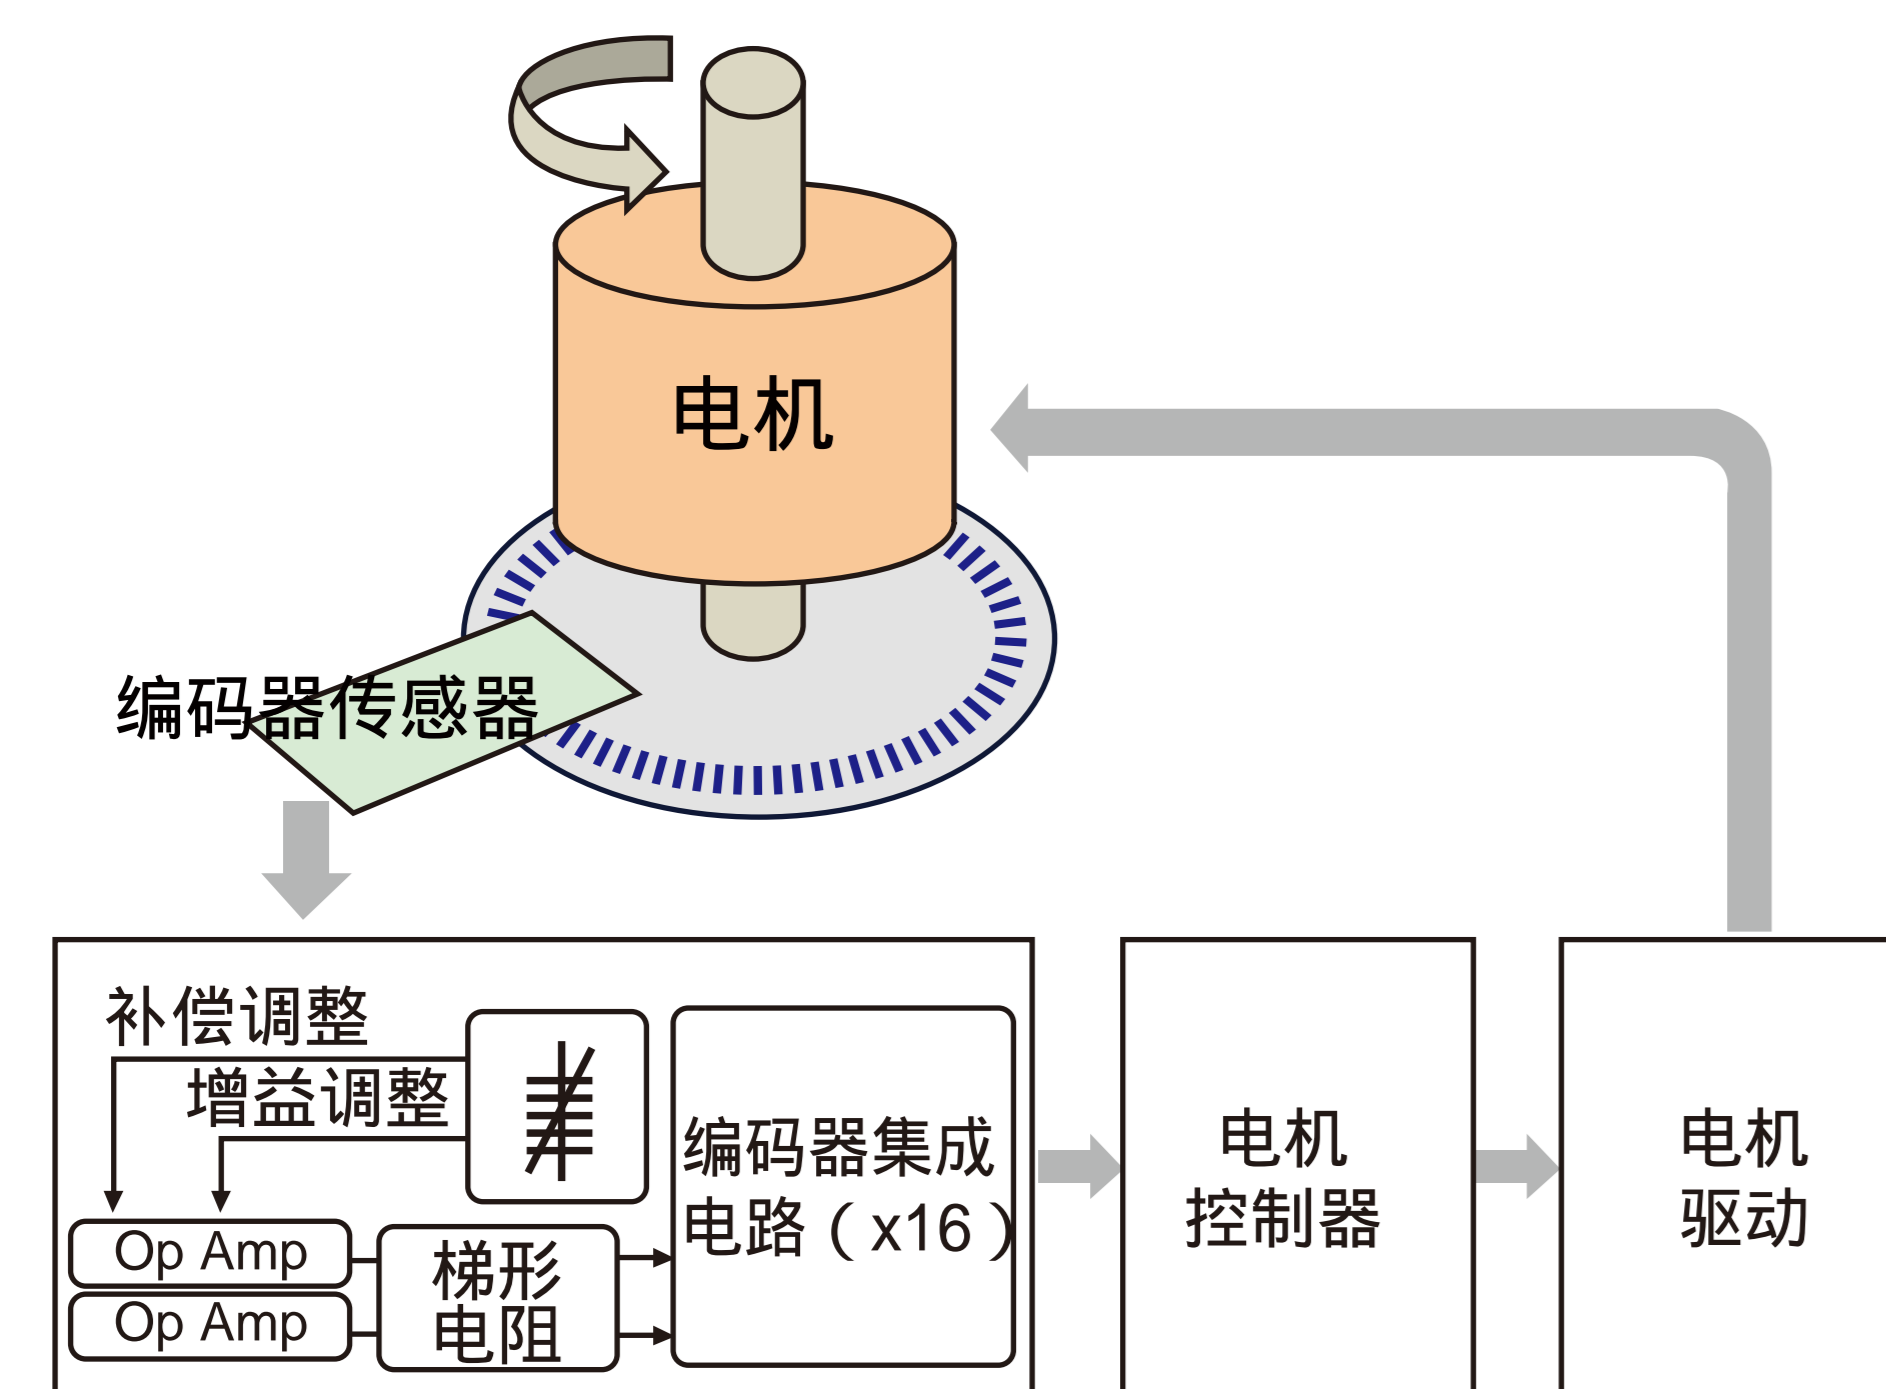 电机
编码器传感器
补偿调整
增益调整
Op Amp
Op Amp
梯形
电阻
编码器集成
电路（x16）
电机
控制器
电机
驱动